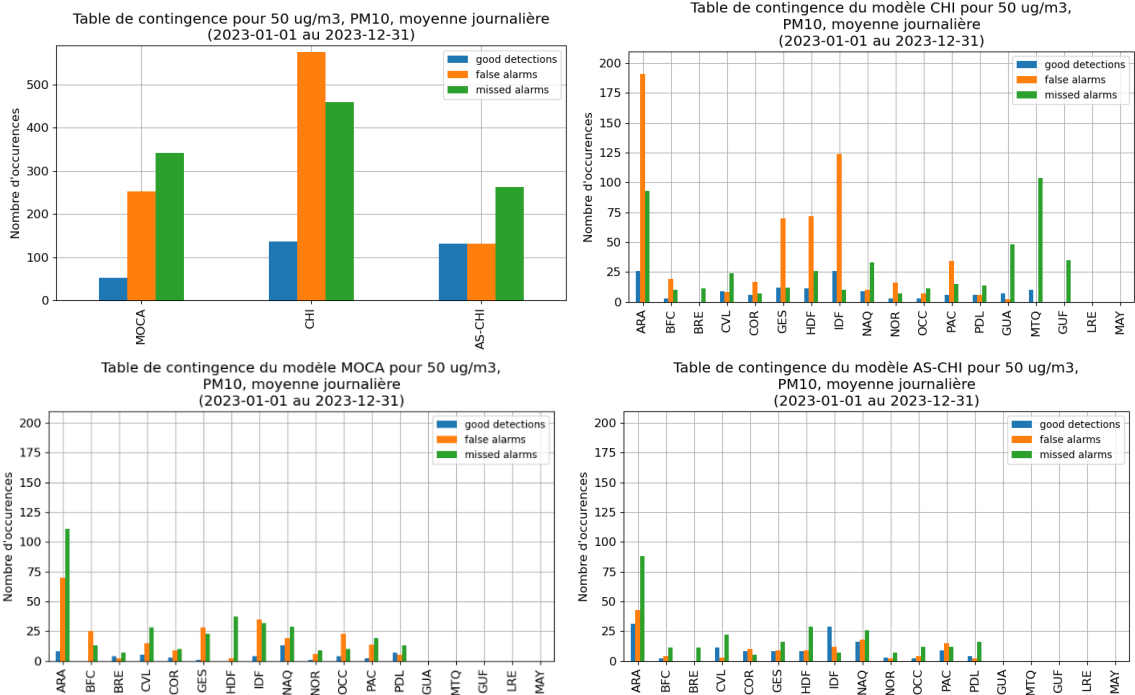 Table de contingence pour 50 ug/m3, PM10, moyenne journalière
(2023-01-01 au 2023-12-31)
Nombre d'occurences
500
400
300
200
100
0
good detections
false alarms
missed alarms
MOCA
CHI
AS-CHI
Table de contingence du modèle CHI pour 50 ug/m3,
PM10, moyenne journalière
(2023-01-01 au 2023-12-31)
Nombre d'occurences
200
175
150
125
100
75
50
25
0
good detections
false alarms
missed alarms
ARA
BFC
BRE
CVL
COR
GES
HDF
IDF
NAQ
NOR
OCC
PAC
PDL
GUA
MTQ
GUF
LRE
MAY
Table de contingence du modèle MOCA pour 50 ug/m3,
PM10, moyenne journalière
(2023-01-01 au 2023-12-31)
Nombre d'occurences
200
175
150
125
100
75
50
25
0
good detections
false alarms
missed alarms
ARA
BFC
BRE
CVL
COR
GES
HDF
IDF
NAQ
NOR
OCC
PAC
PDL
GUA
MTQ
GUF
LRE
MAY
Table de contingence du modèle AS-CHI pour 50 ug/m3,
PM10, moyenne journalière
(2023-01-01 au 2023-12-31)
Nombre d'occurences
200
175
150
125
100
75
50
25
0
good detections
false alarms
missed alarms
ARA
BFC
BRE
CVL
COR
GES
HDF
IDF
NAQ
NOR
OCC
PAC
PDL
GUA
MTQ
GUF
LRE
MAY